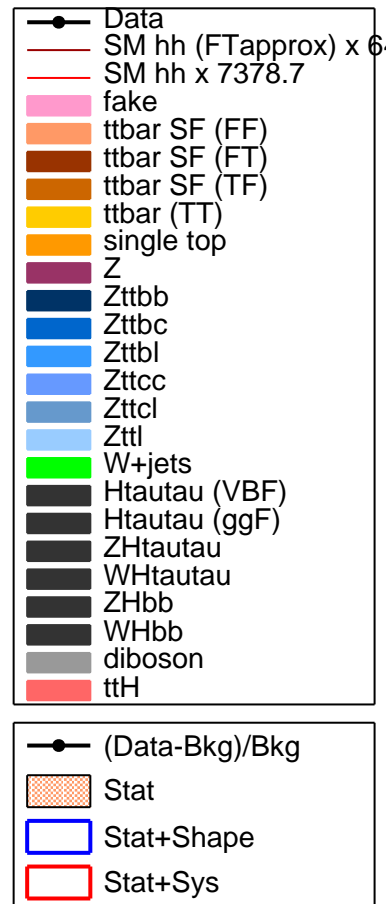 Data
SM hh (FTapprox) x 64
SM hh x 7378.7
fake
ttbar SF (FF)
ttbar SF (FT)
ttbar SF (TF)
ttbar (TT)
single top
Z
Zttbb
Zttbc
Zttbl
Zttcc
Zttcl
Zttl
W+jets
Htautau (VBF)
Htautau (ggF)
ZHtautau
WHtautau
ZHbb
WHbb
diboson
ttH
(Data-Bkg)/Bkg
Stat
Stat+Shape
Stat+Sys